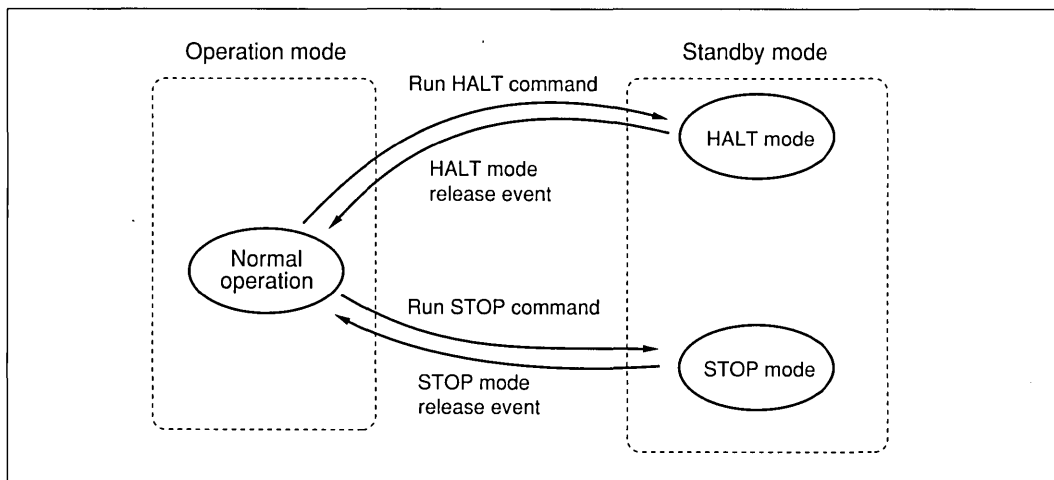 Operation mode
Standby mode
Run HALT command
HALT mode
HALT mode
release event
Normal
operation
Run STOP command
STOP mode
STOP mode
release event